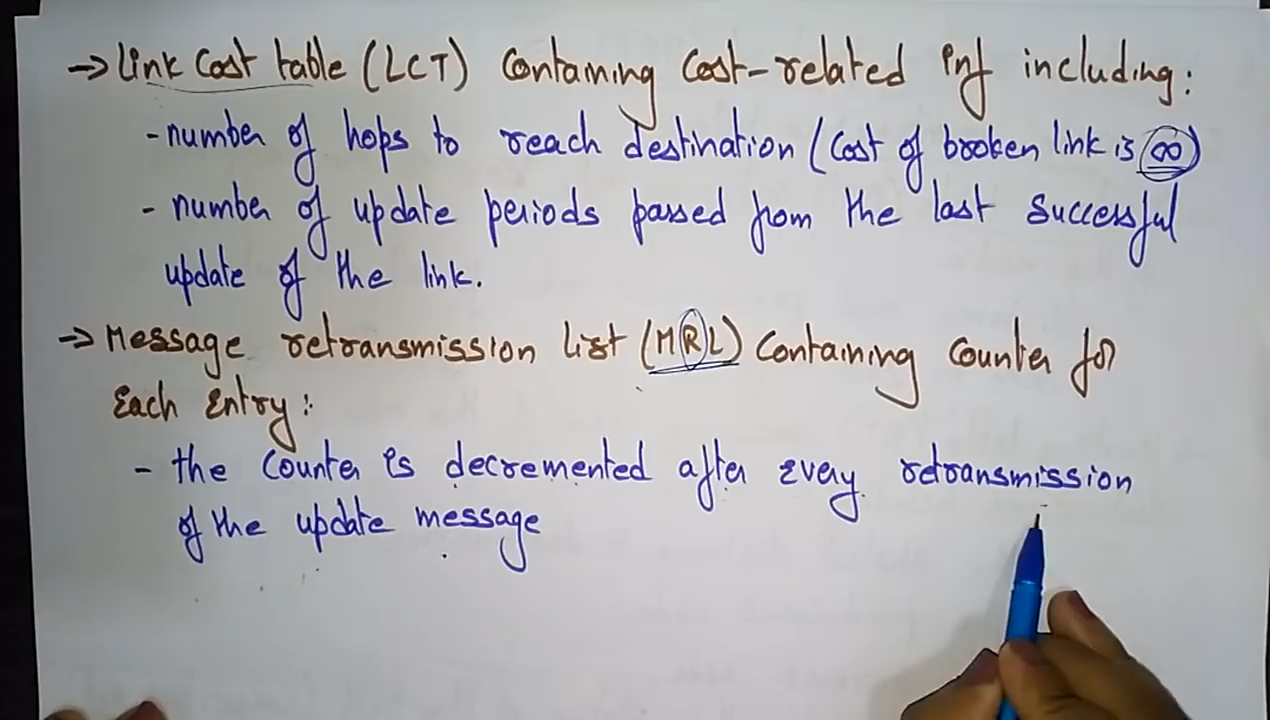 → Link Cost table (LCT) Containing Cost-related inf including:
- number of hops to reach destination (Cost of broken link is ∞)
- number of update periods passed from the last successful
update of the link.
→ Message retransmission list (MRL) Containing Counter for
Each Entry:
- the Counter is decremented after every retransmission
of the update message